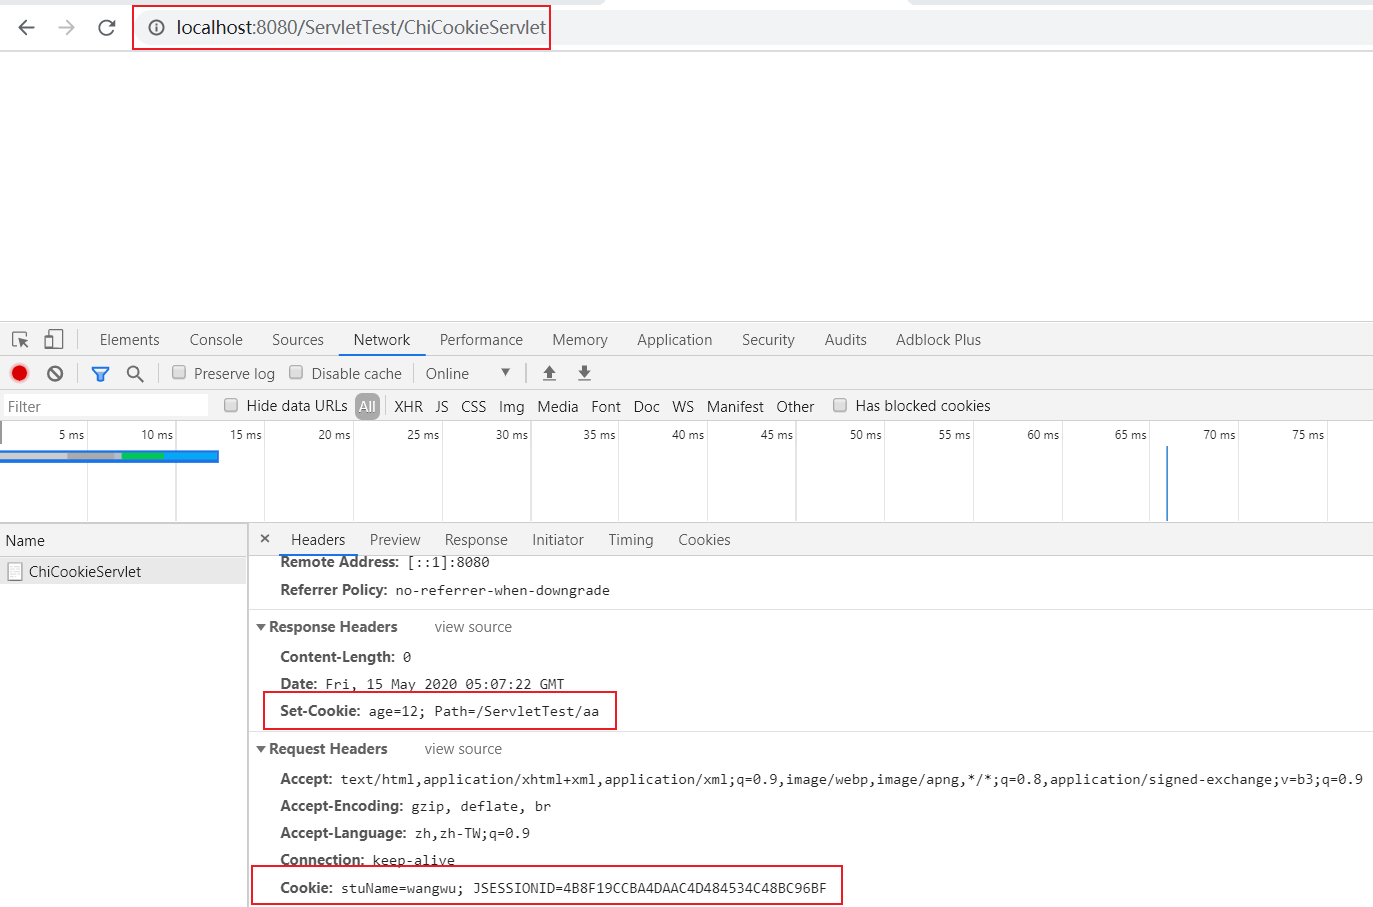 localhost:8080/ServletTest/ChiCookieServlet
Elements Console Sources Network Performance Memory Application Security Audits Adblock Plus
Preserve log Disable cache Online
Filter Hide data URLs All XHR JS CSS Img Media Font Doc WS Manifest Other Has blocked cookies
5 ms 10 ms 15 ms 20 ms 25 ms 30 ms 35 ms 40 ms 45 ms 50 ms 55 ms 60 ms 65 ms 70 ms 75 ms
Name × Headers Preview Response Initiator Timing Cookies
ChiCookieServlet
Remote Address: [::1]:8080
Referrer Policy: no-referrer-when-downgrade
Response Headers view source
Content-Length: 0
Date: Fri, 15 May 2020 05:07:22 GMT
Set-Cookie: age=12; Path=/ServletTest/aa
Request Headers view source
Accept: text/html,application/xhtml+xml,application/xml;q=0.9,image/webp,image/apng,*/*;q=0.8,application/signed-exchange;v=b3;q=0.9
Accept-Encoding: gzip, deflate, br
Accept-Language: zh,zh-TW;q=0.9
Connection: keep-alive
Cookie: stuName=wangwu; JSESSIONID=4B8F19CCBA4DAAC4D484534C48BC96BF